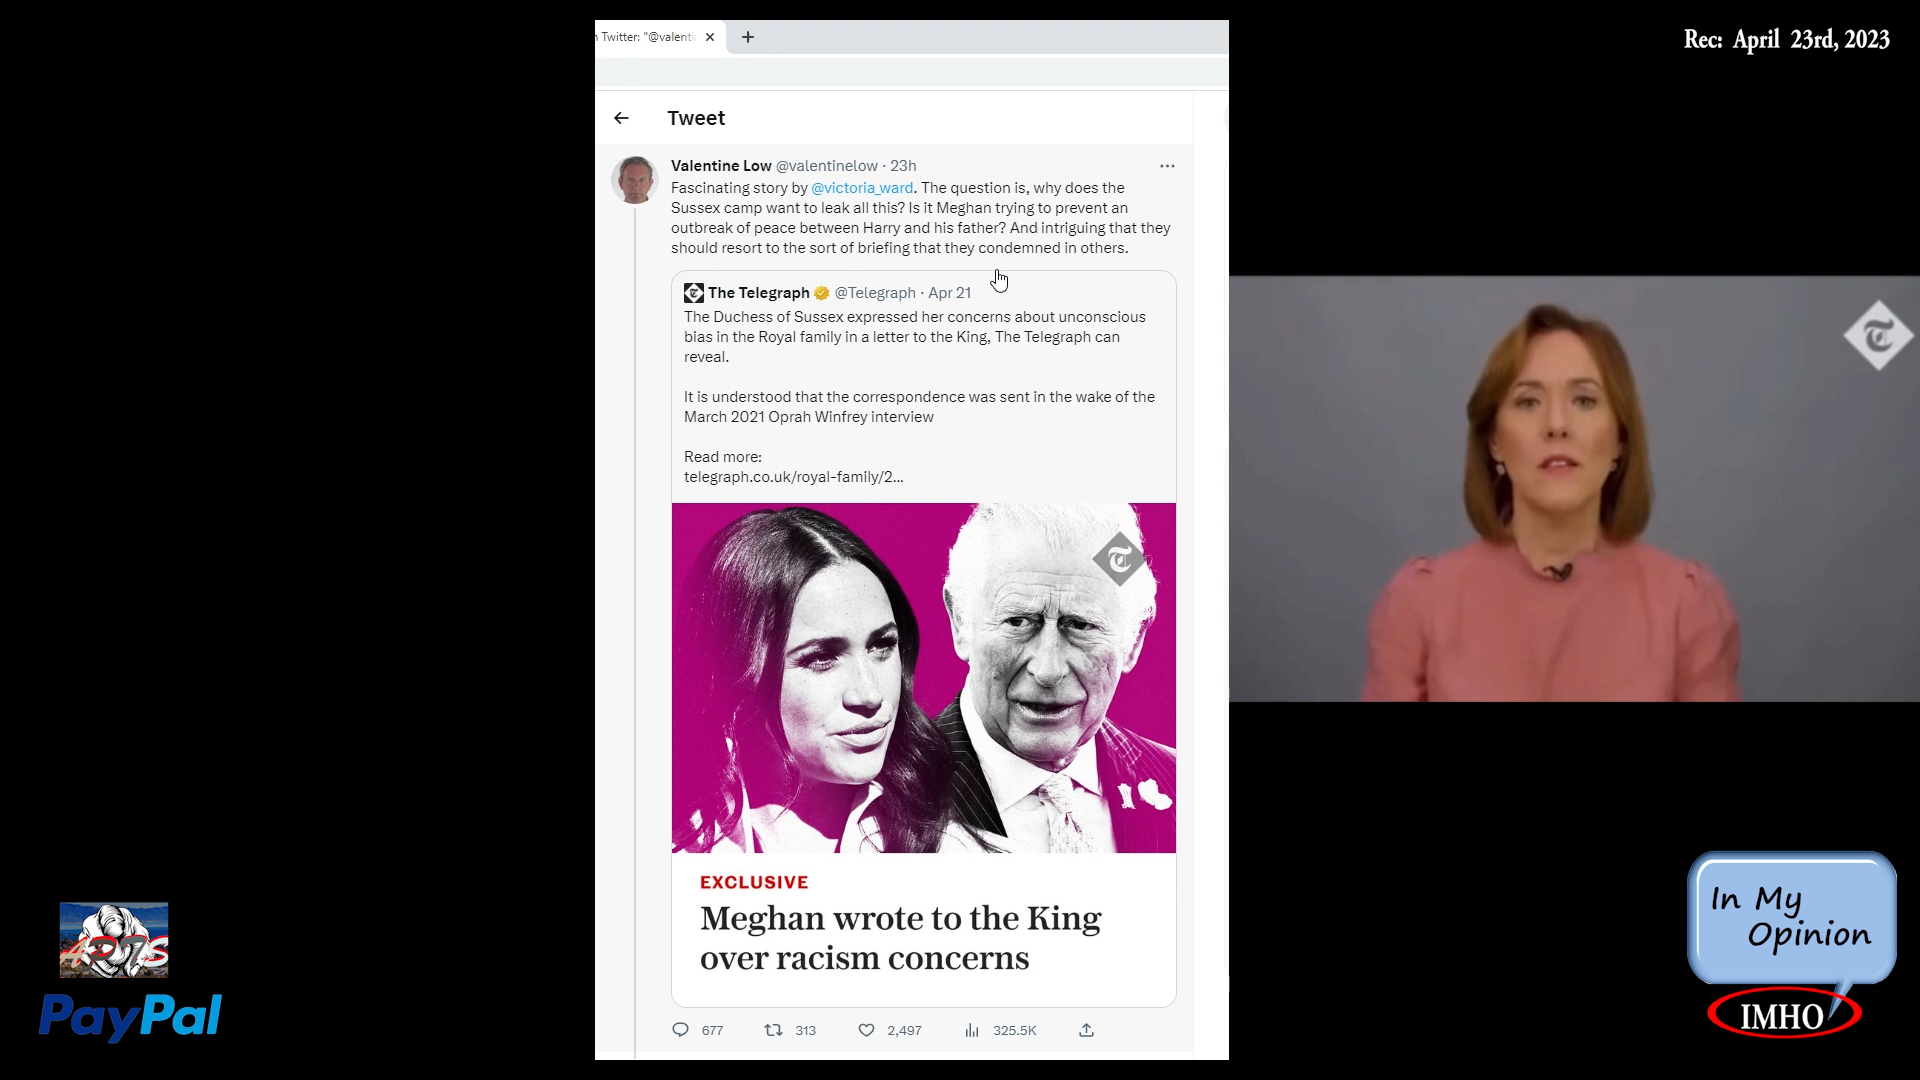 Twitter: "@valenti
Rec: April 23rd, 2023
Tweet
Valentine Low @valentinelow · 23h
Fascinating story by @victoria_ward. The question is, why does the
Sussex camp want to leak all this? Is it Meghan trying to prevent an
outbreak of peace between Harry and his father? And intriguing that they
should resort to the sort of briefing that they condemned in others.
The Telegraph @Telegraph · Apr 21
The Duchess of Sussex expressed her concerns about unconscious
bias in the Royal family in a letter to the King, The Telegraph can
reveal.
It is understood that the correspondence was sent in the wake of the
March 2021 Oprah Winfrey interview
Read more:
telegraph.co.uk/royal-family/2...
EXCLUSIVE
Meghan wrote to the King
over racism concerns
677 313 2,497 325.5K
PayPal
In My
Opinion
IMHO